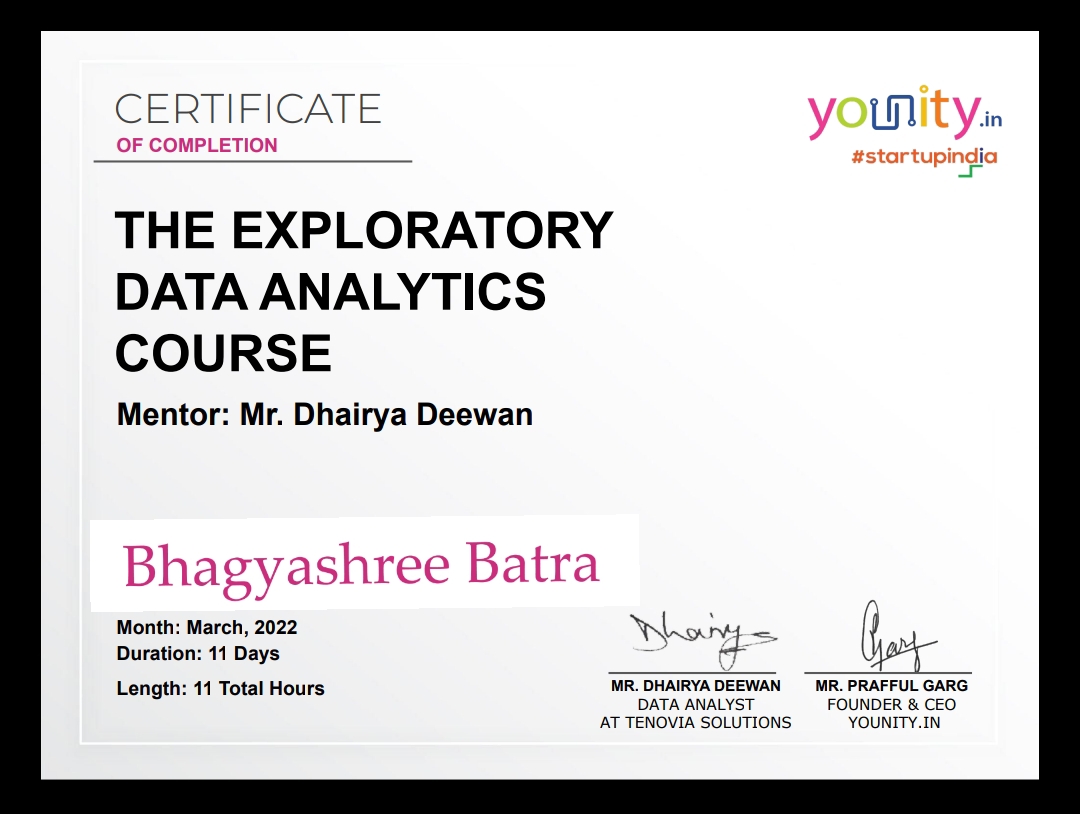 CERTIFICATE
OF COMPLETION
younity.in
#startupindia
THE EXPLORATORY
DATA ANALYTICS
COURSE
Mentor: Mr. Dhairya Deewan
Bhagyashree Batra
Month: March, 2022
Duration: 11 Days
Length: 11 Total Hours
Dhairya
MR. DHAIRYA DEEWAN
DATA ANALYST
AT TENOVIA SOLUTIONS
PGarg
MR. PRAFFUL GARG
FOUNDER & CEO
YOUNITY.IN